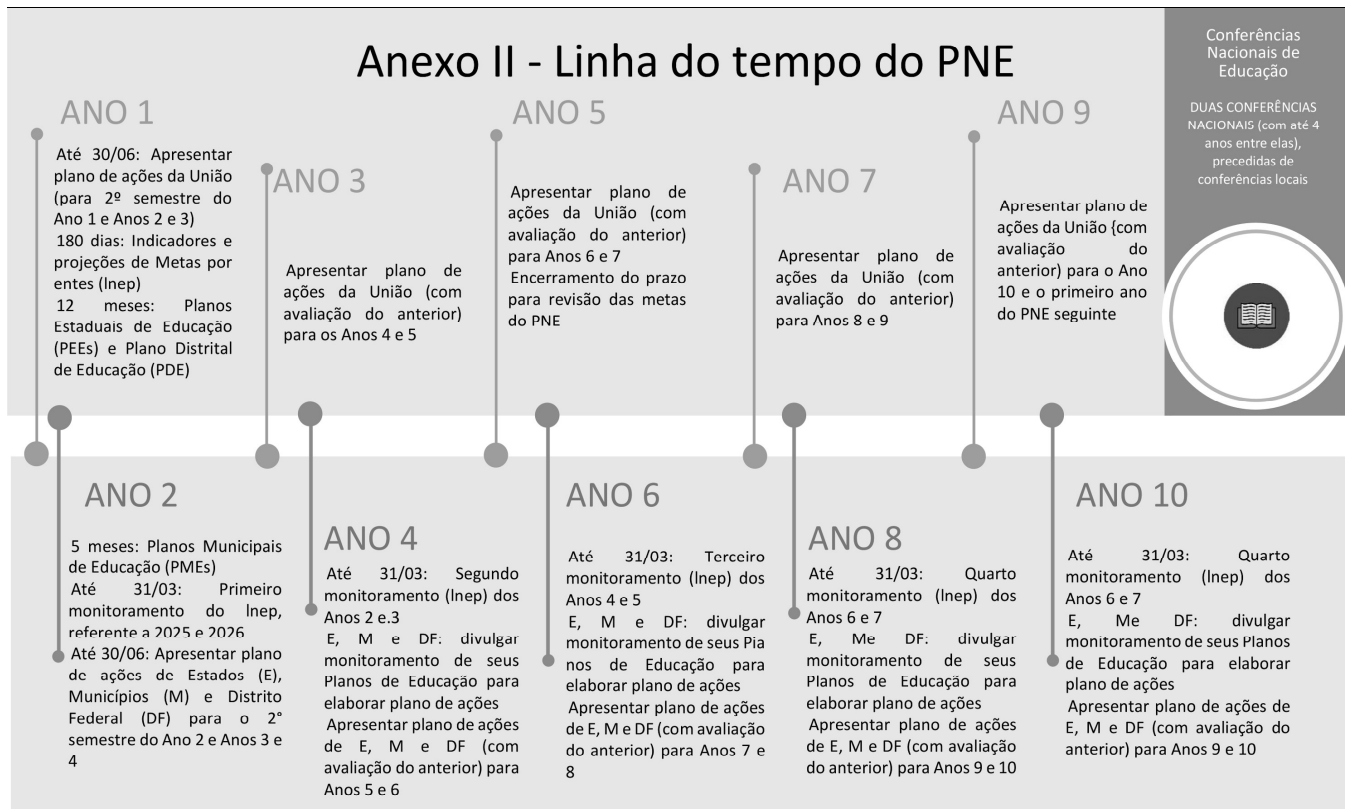 Anexo II - Linha do tempo do PNE
Conferências
Nacionais de
Educação
DUAS CONFERÊNCIAS
NACIONAIS (com até 4
anos entre elas),
precedidas de
conferências locais
ANO 1
Até 30/06: Apresentar
plano de ações da União
(para 2º semestre do
Ano 1 e Anos 2 e 3)
180 dias: Indicadores e
projeções de Metas por
entes (Inep)
12 meses: Planos
Estaduais de Educação
(PEEs) e Plano Distrital
de Educação (PDE)
ANO 3
Apresentar plano de
ações da União (com
avaliação do anterior)
para os Anos 4 e 5
ANO 5
Apresentar plano de
ações da União (com
avaliação do anterior)
para Anos 6 e 7
Encerramento do prazo
para revisão das metas
do PNE
ANO 7
Apresentar plano de
ações da União (com
avaliação do anterior)
para Anos 8 e 9
ANO 9
Apresentar plano de
ações da União {com
avaliação do
anterior) para o Ano
10 e o primeiro ano
do PNE seguinte
ANO 2
5 meses: Planos Municipais
de Educação (PMEs)
Até 31/03: Primeiro
monitoramento do Inep,
referente a 2025 e 2026
Até 30/06: Apresentar plano
de ações de Estados (E),
Municípios (M) e Distrito
Federal (DF) para o 2°
semestre do Ano 2 e Anos 3 e
4
ANO 4
Até 31/03: Segundo
monitoramento (Inep) dos
Anos 2 e.3
E, M e DF: divulgar
monitoramento de seus
Planos de Educação para
elaborar plano de ações
Apresentar plano de ações
de E, M e DF (com
avaliação do anterior) para
Anos 5 e 6
ANO 6
Até 31/03: Terceiro
monitoramento (Inep) dos
Anos 4 e 5
E, M e DF: divulgar
monitoramento de seus Pia
nos de Educação para
elaborar plano de ações
Apresentar plano de ações
de E, M e DF (com avaliação
do anterior) para Anos 7 e
8
ANO 8
Até 31/03: Quarto
monitoramento (Inep) dos
Anos 6 e 7
E, Me DF: divulgar
monitoramento de seus
Planos de Educação para
elaborar plano de ações
Apresentar plano de ações
de E, M e DF (com avaliação
do anterior) para Anos 9 e 10
ANO 10
Até 31/03: Quarto
monitoramento (Inep) dos
Anos 6 e 7
E, Me DF: divulgar
monitoramento de seus Planos
de Educação para elaborar
plano de ações
Apresentar plano de ações de
E, M e DF (com avaliação do
anterior) para Anos 9 e 10